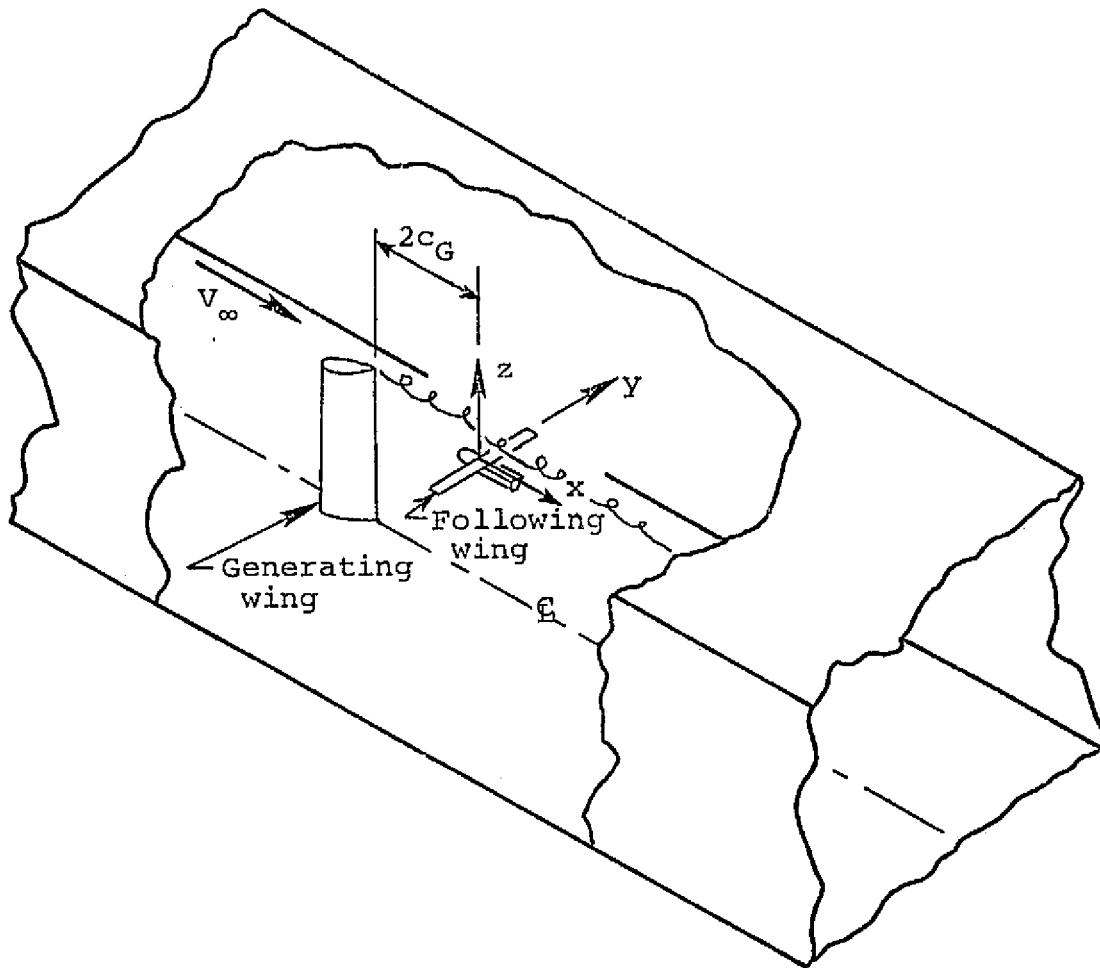 2c_G
V_∞
z
y
x
Following
wing
Generating
wing
℄